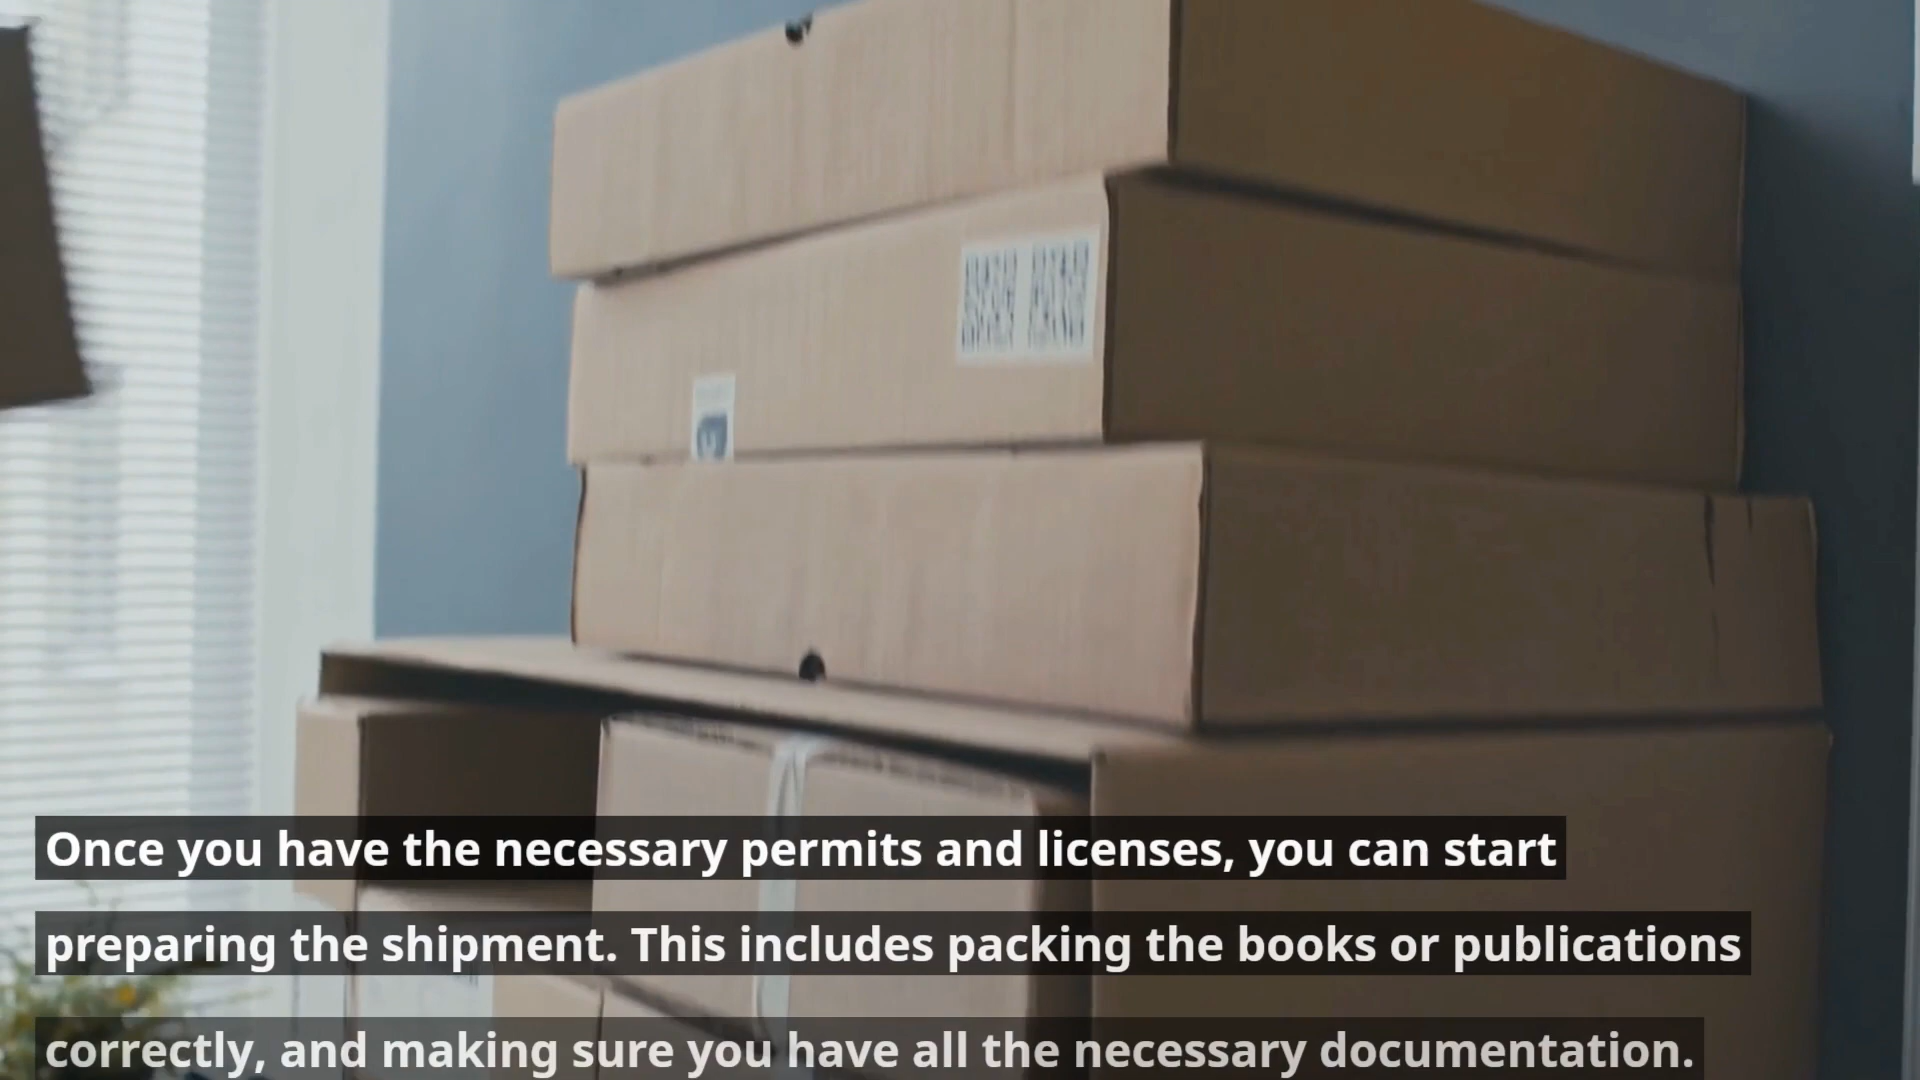 Once you have the necessary permits and licenses, you can start
preparing the shipment. This includes packing the books or publications
correctly, and making sure you have all the necessary documentation.